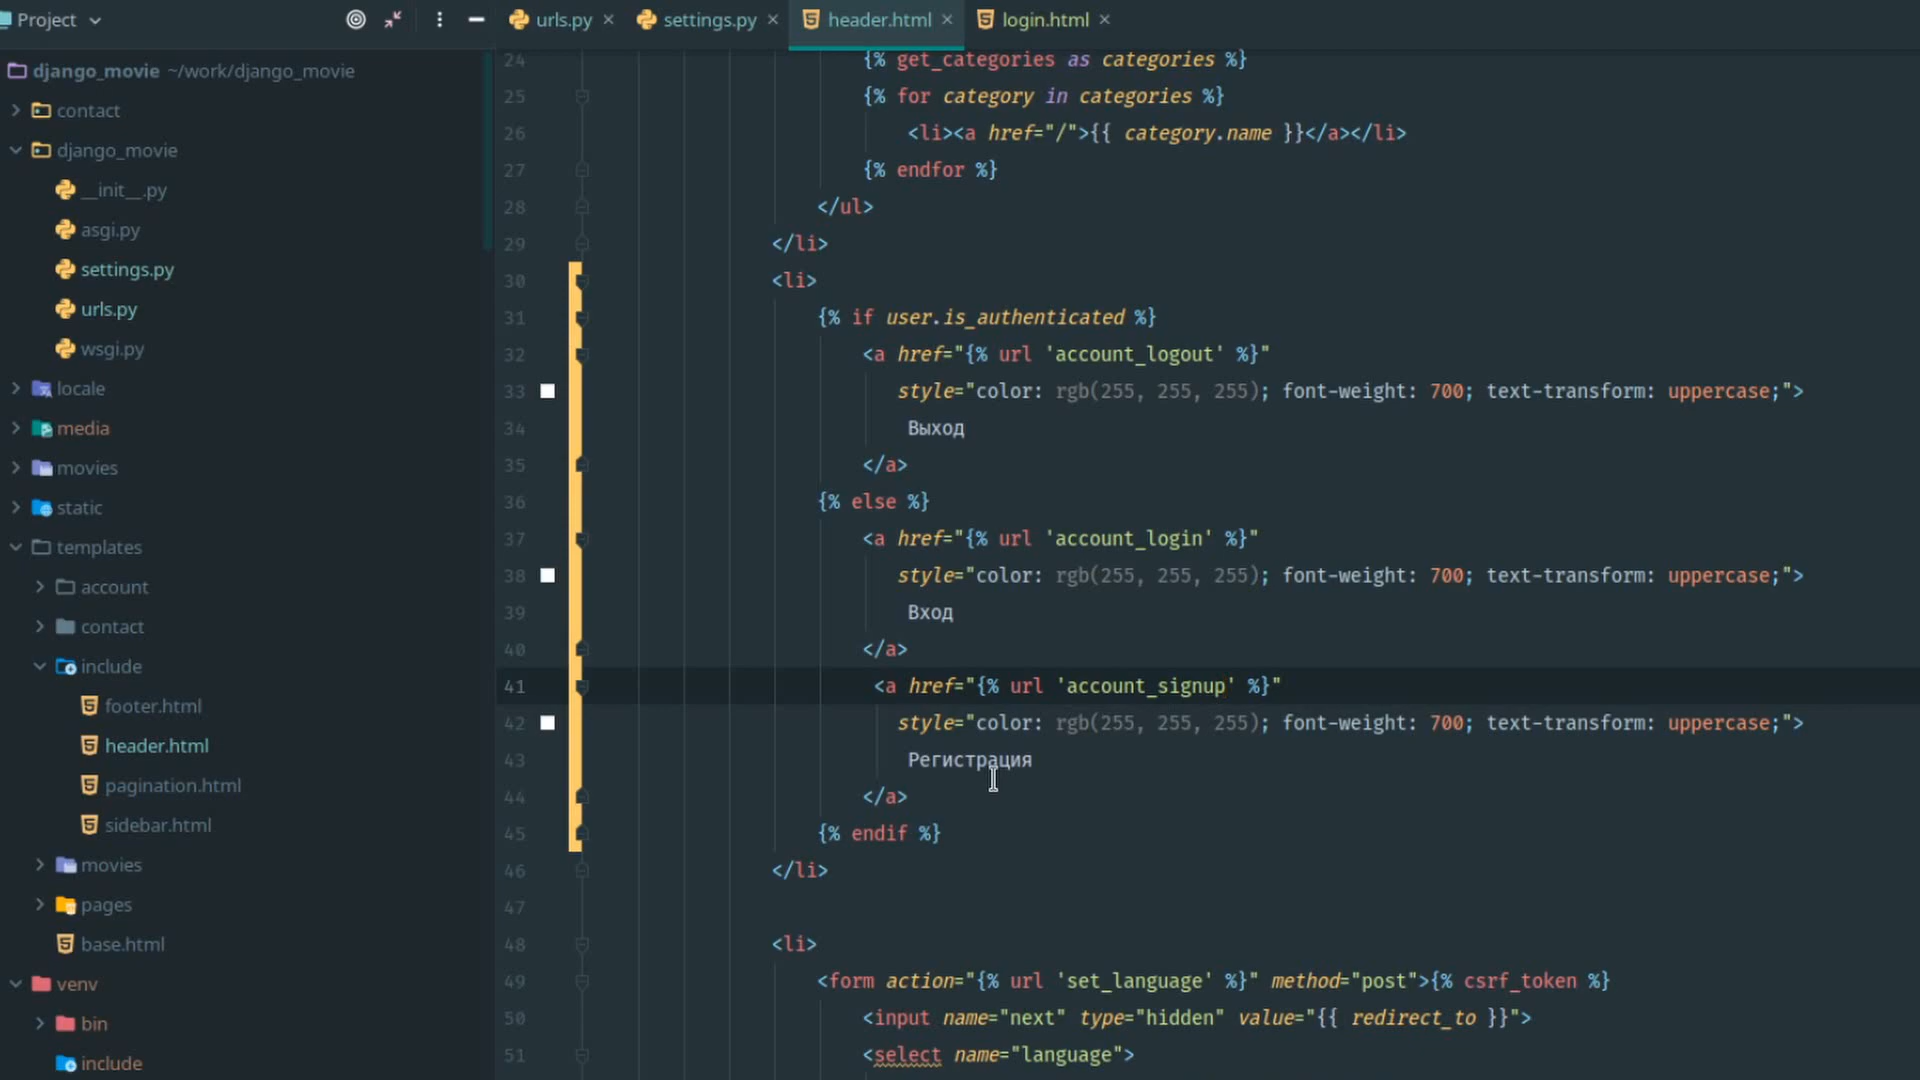 Project
urls.py
settings.py
header.html
login.html
django_movie ~/work/django_movie
contact
django_movie
__init__.py
asgi.py
settings.py
urls.py
wsgi.py
locale
media
movies
static
templates
account
contact
include
footer.html
header.html
pagination.html
sidebar.html
movies
pages
base.html
venv
bin
include
24 {% get_categories as categories %}
25 {% for category in categories %}
26 <li><a href="/">{{ category.name }}</a></li>
27 {% endfor %}
28 </ul>
29 </li>
30 <li>
31 {% if user.is_authenticated %}
32 <a href="{% url 'account_logout' %}"
33 style="color: rgb(255, 255, 255); font-weight: 700; text-transform: uppercase;">
34 Выход
35 </a>
36 {% else %}
37 <a href="{% url 'account_login' %}"
38 style="color: rgb(255, 255, 255); font-weight: 700; text-transform: uppercase;">
39 Вход
40 </a>
41 <a href="{% url 'account_signup' %}"
42 style="color: rgb(255, 255, 255); font-weight: 700; text-transform: uppercase;">
43 Регистрация
44 </a>
45 {% endif %}
46 </li>
47
48 <li>
49 <form action="{% url 'set_language' %}" method="post">{% csrf_token %}
50 <input name="next" type="hidden" value="{{ redirect_to }}">
51 <select name="language">